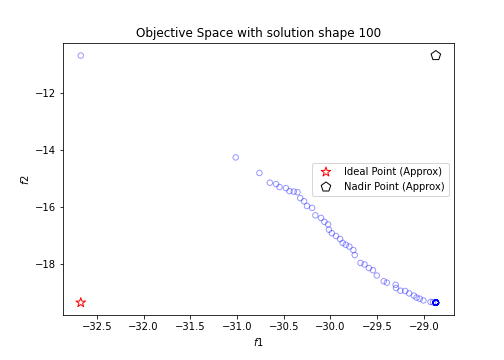 Objective Space with solution shape 100
f2
−12
−14
−16
−18
Ideal Point (Approx)
Nadir Point (Approx)
−32.5
−32.0
−31.5
−31.0
−30.5
−30.0
−29.5
−29.0
f1